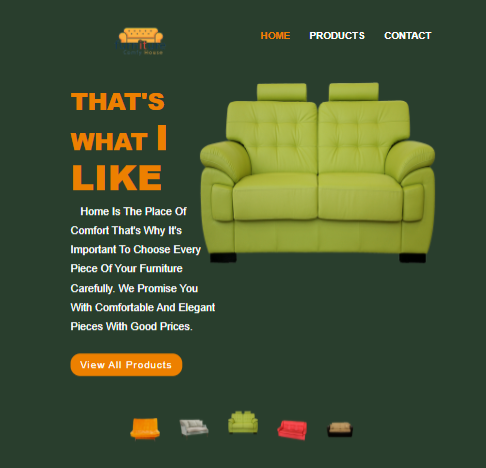 HOME PRODUCTS CONTACT
THAT'S
WHAT I
LIKE
Home Is The Place Of
Comfort That's Why It's
Important To Choose Every
Piece Of Your Furniture
Carefully. We Promise You
With Comfortable And Elegant
Pieces With Good Prices.
View All Products